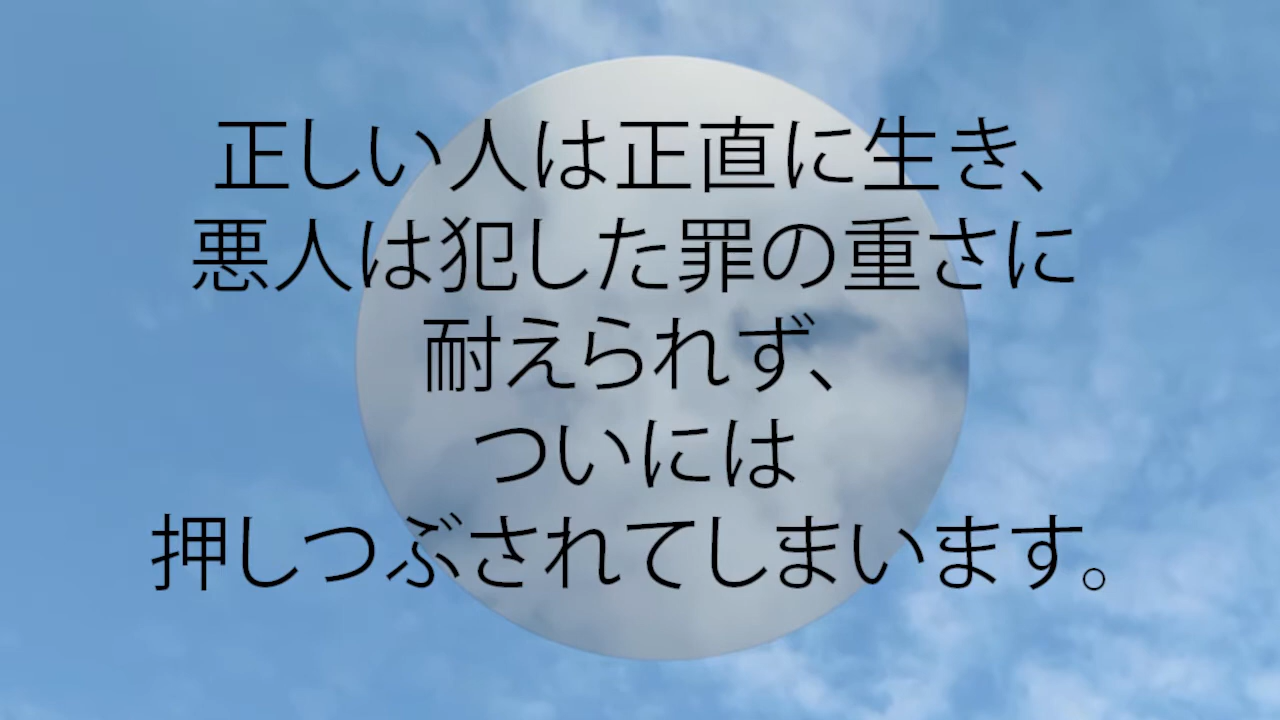 正しい人は正直に生き、
悪人は犯した罪の重さに
耐えられず、
ついには
押しつぶされてしまいます。